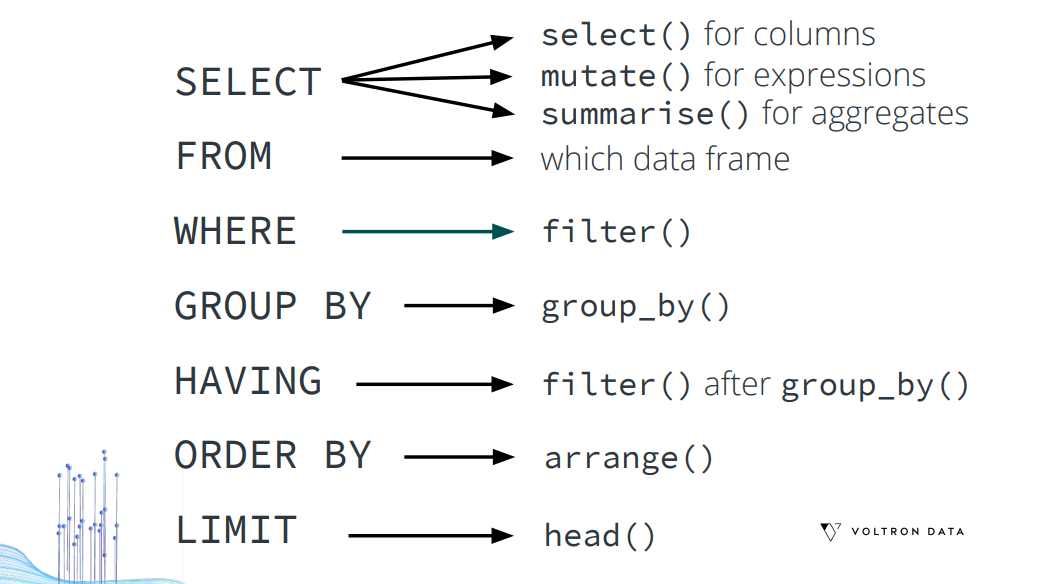 SELECT
select() for columns
mutate() for expressions
summarise() for aggregates
FROM which data frame
WHERE filter()
GROUP BY group_by()
HAVING filter() after group_by()
ORDER BY arrange()
LIMIT head()
VOLTRON DATA